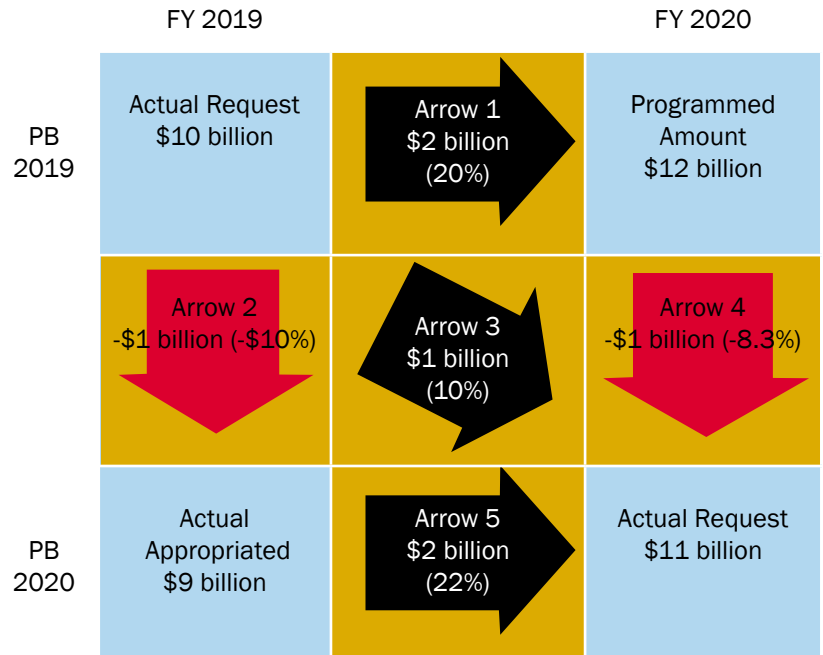 FY 2019
FY 2020
PB
2019
Actual Request
$10 billion
Arrow 1
$2 billion
(20%)
Programmed
Amount
$12 billion
Arrow 2
-$1 billion (-$10%)
Arrow 3
$1 billion
(10%)
Arrow 4
-$1 billion (-8.3%)
PB
2020
Actual
Appropriated
$9 billion
Arrow 5
$2 billion
(22%)
Actual Request
$11 billion